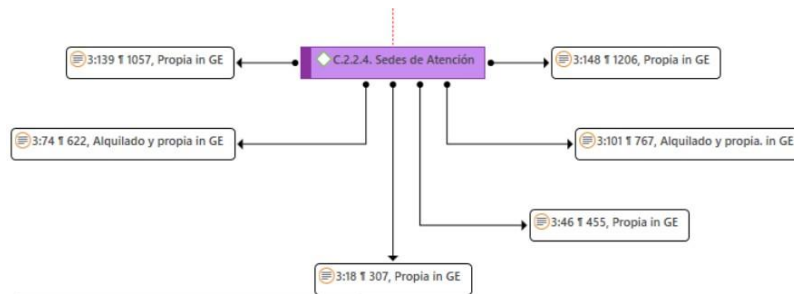 C.2.2.4. Sedes de Atención
3:139 ¶ 1057, Propia in GE
3:148 ¶ 1206, Propia in GE
3:74 ¶ 622, Alquilado y propia in GE
3:101 ¶ 767, Alquilado y propia. in GE
3:46 ¶ 455, Propia in GE
3:18 ¶ 307, Propia in GE